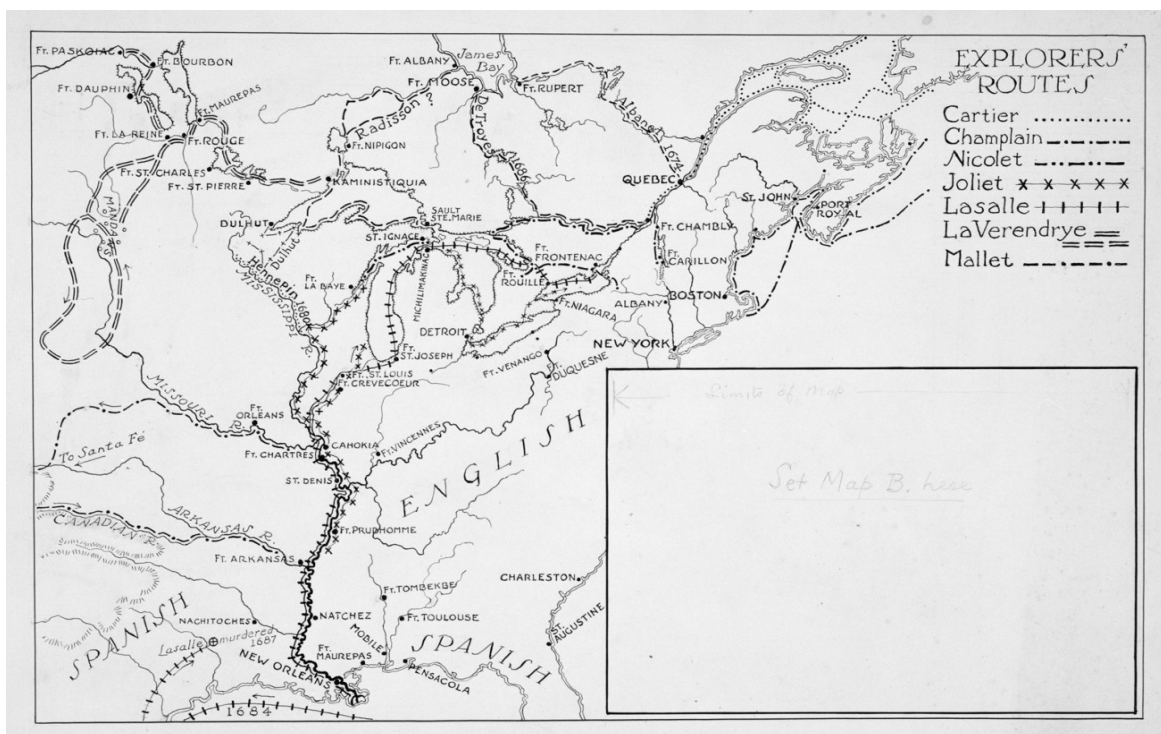 EXPLORERS'
ROUTES
Cartier
Champlain
Nicolet
Joliet
Lasalle
LaVerendrye
Mallet
FT. PASKOIAC
FT. BOURBON
FT. DAUPHIN
FT. MAUREPAS
FT. LA REINE
FT. ROUGE
FT. ST. CHARLES
FT. ST. PIERRE
MANDANS
FT. ALBANY
James
Bay
FT. MOOSE
FT. RUPERT
Radisson ?
FT. NIPIGON
KAMINISTIQUIA
DeTroyes
1686
Albanel
1674
QUEBEC
ST. JOHN
PORT
ROYAL
DULHUT
Dulhut
Hennepin 1680
MISSISSIPPI
R.
SAULT
STE. MARIE
ST. IGNACE
MICHILIMAKINAC
FT.
LA BAYE
FT.
FRONTENAC
FT.
ROUILLE
FT. CHAMBLY
FT.
CARILLON
FT. NIAGARA
ALBANY
BOSTON
NEW YORK
DETROIT
FT.
ST. JOSEPH
FT. VENANGO
FT.
DUQUESNE
FT. ST. LOUIS
FT. CREVECOEUR
MISSOURI R.
FT.
ORLEANS
To Santa Fé
CAHOKIA
FT. CHARTRES
FT. VINCENNES
ST. DENIS
ENGLISH
ARKANSAS R.
CANADIAN R.
FT. PRUDHOMME
FT. ARKANSAS
SPANISH
NACHITOCHES
Lasalle murdered
1687
NATCHEZ
FT. TOMBEKBE
FT. TOULOUSE
MOBILE
FT.
MAUREPAS
NEW ORLEANS
PENSACOLA
SPANISH
CHARLESTON
ST.
AUGUSTINE
1684
Limits of Map
Set Map B. here